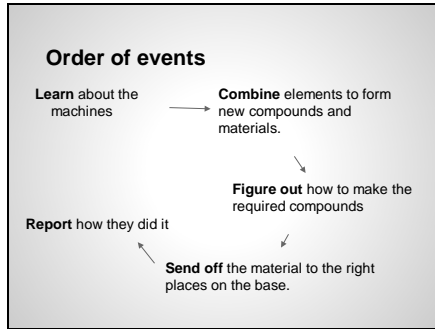 Order of events
Learn about the
machines
Combine elements to form
new compounds and
materials.
Figure out how to make the
required compounds
Send off the material to the right
places on the base.
Report how they did it